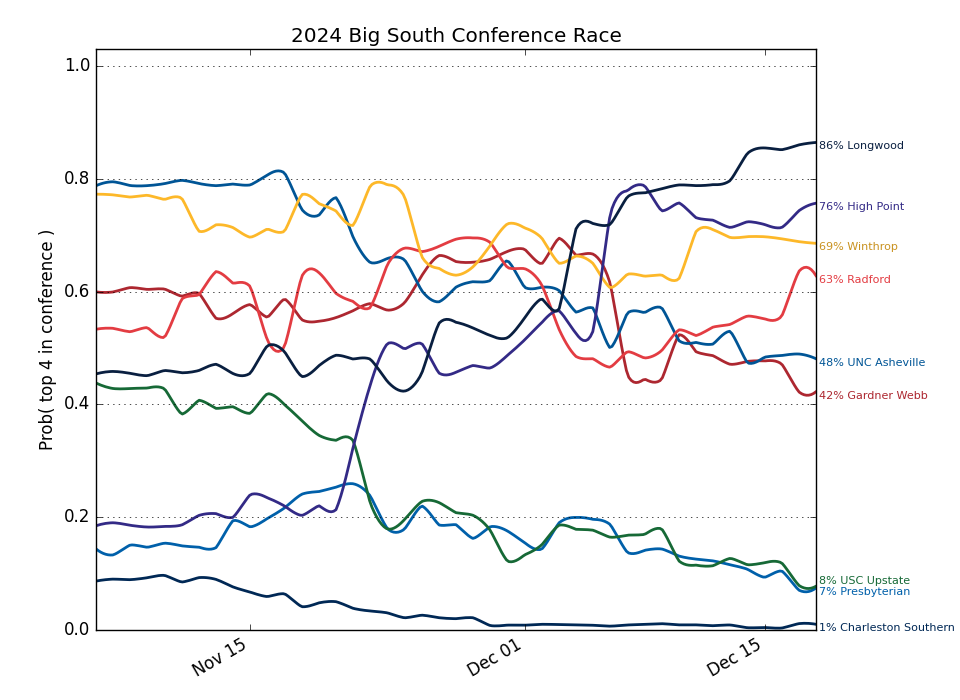 2024 Big South Conference Race
Prob( top 4 in conference )
1.0
0.8
0.6
0.4
0.2
0.0
Nov 15
Dec 01
Dec 15
86% Longwood
76% High Point
69% Winthrop
63% Radford
48% UNC Asheville
42% Gardner Webb
8% USC Upstate
7% Presbyterian
1% Charleston Southern